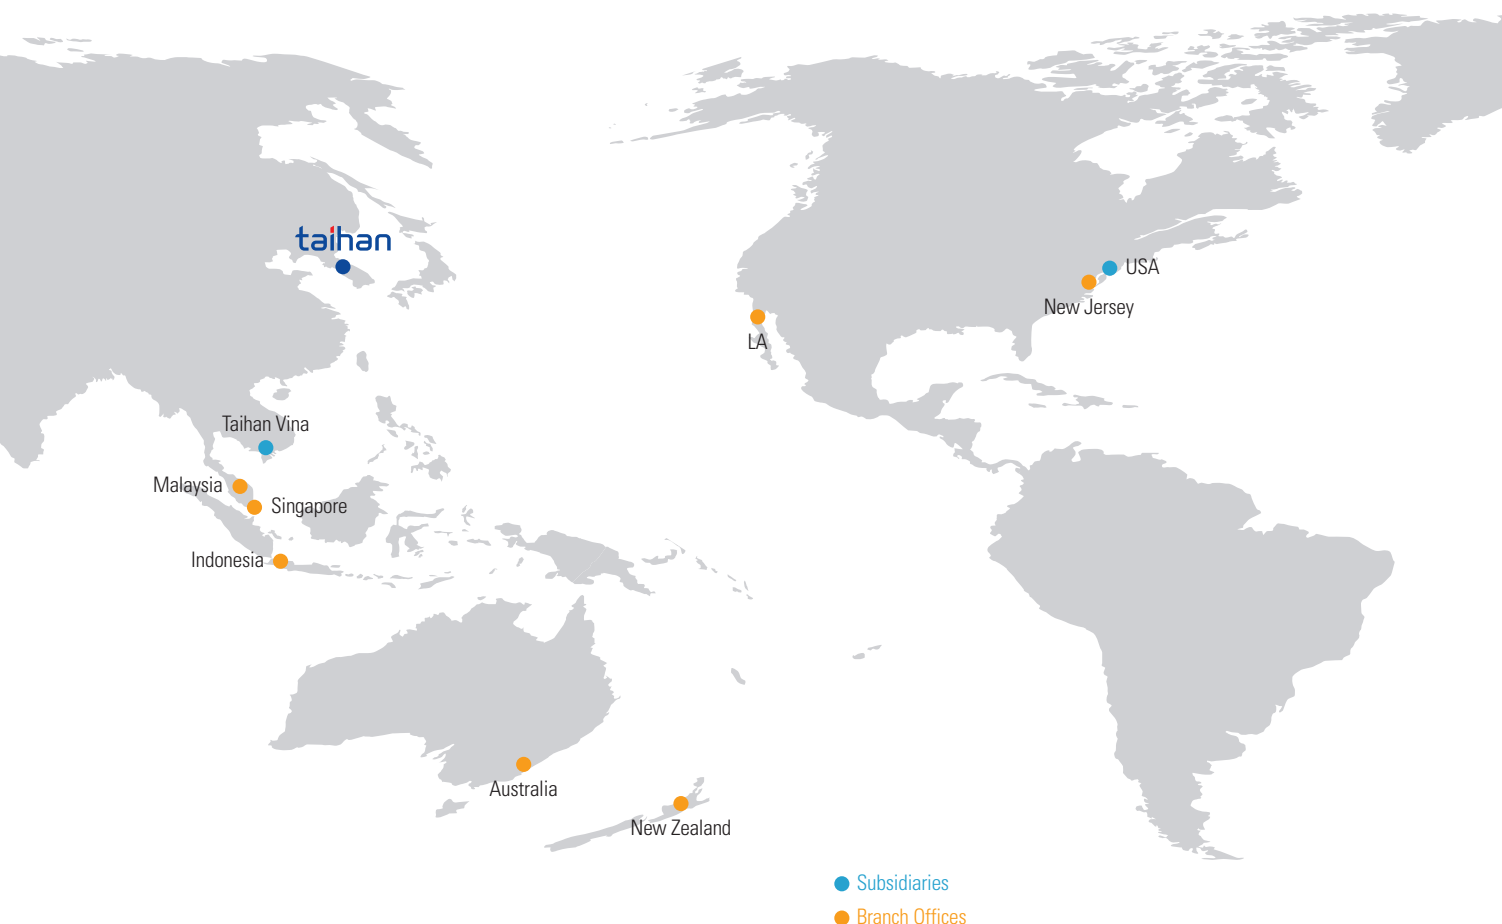 taihan
USA
New Jersey
LA
Taihan Vina
Malaysia
Singapore
Indonesia
Australia
New Zealand
Subsidiaries
Branch Offices